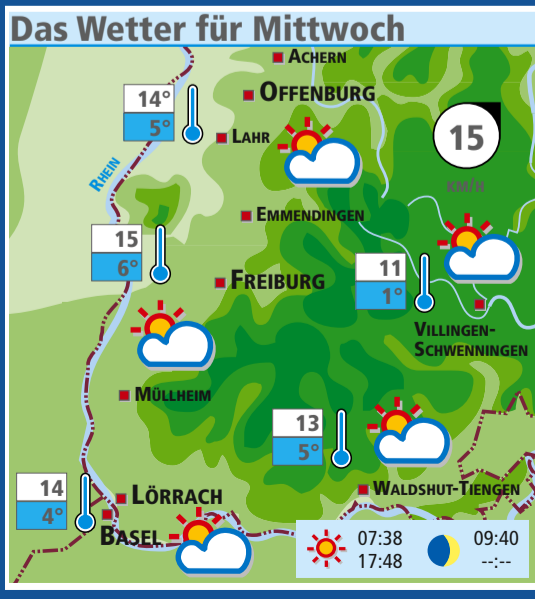 Das Wetter für Mittwoch
ACHERN
14°
5°
OFFENBURG
LAHR
15
KM/H
RHEIN
EMMENDINGEN
15
6°
FREIBURG
11
1°
VILLINGEN-
SCHWENNINGEN
MÜLLHEIM
13
5°
14
4°
LÖRRACH
WALDSHUT-TIENGEN
BASEL
07:38
17:48
09:40
--:--